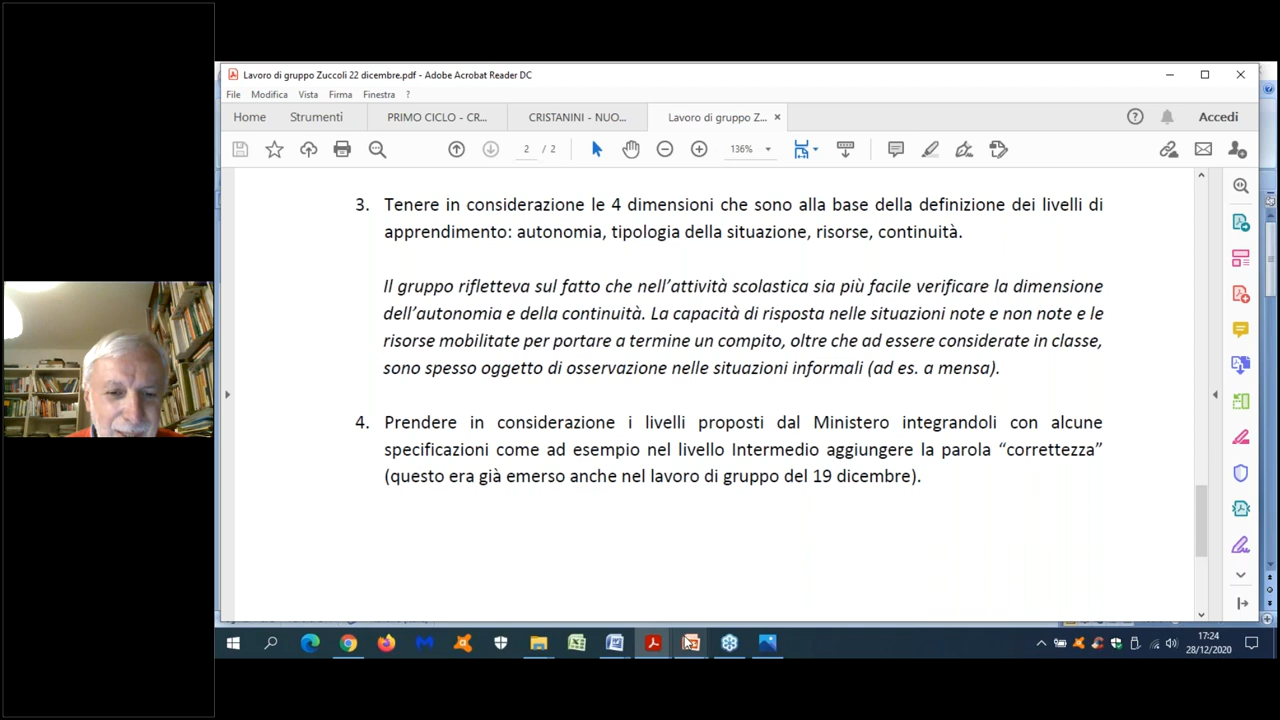 Lavoro di gruppo Zuccoli 22 dicembre.pdf - Adobe Acrobat Reader DC
File Modifica Vista Firma Finestra ?
Home Strumenti PRIMO CICLO - CR... CRISTANINI - NUO... Lavoro di gruppo Z... Accedi
2 / 2 136%
3. Tenere in considerazione le 4 dimensioni che sono alla base della definizione dei livelli di
apprendimento: autonomia, tipologia della situazione, risorse, continuità.
Il gruppo rifletteva sul fatto che nell’attività scolastica sia più facile verificare la dimensione
dell’autonomia e della continuità. La capacità di risposta nelle situazioni note e non note e le
risorse mobilitate per portare a termine un compito, oltre che ad essere considerate in classe,
sono spesso oggetto di osservazione nelle situazioni informali (ad es. a mensa).
4. Prendere in considerazione i livelli proposti dal Ministero integrandoli con alcune
specificazioni come ad esempio nel livello Intermedio aggiungere la parola “correttezza”
(questo era già emerso anche nel lavoro di gruppo del 19 dicembre).
17:24
28/12/2020